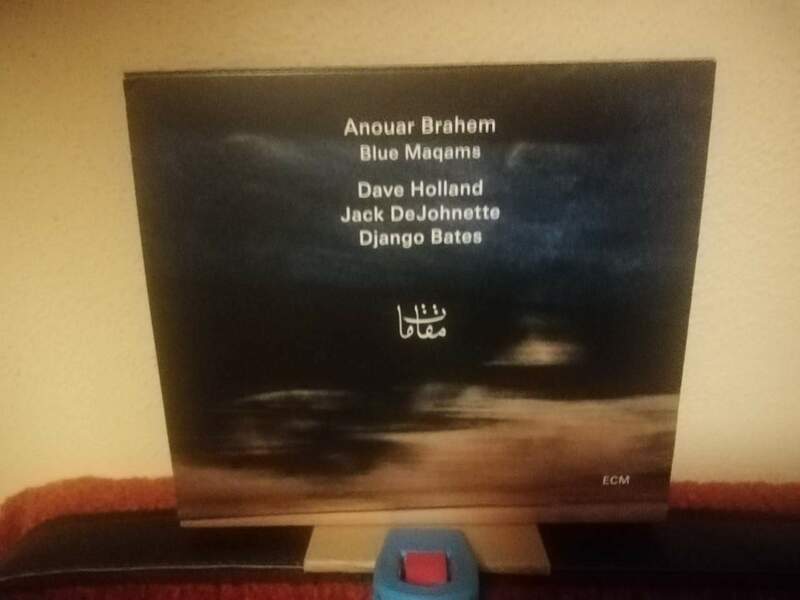 Anouar Brahem
Blue Maqams
Dave Holland
Jack DeJohnette
Django Bates
مقامات
ECM